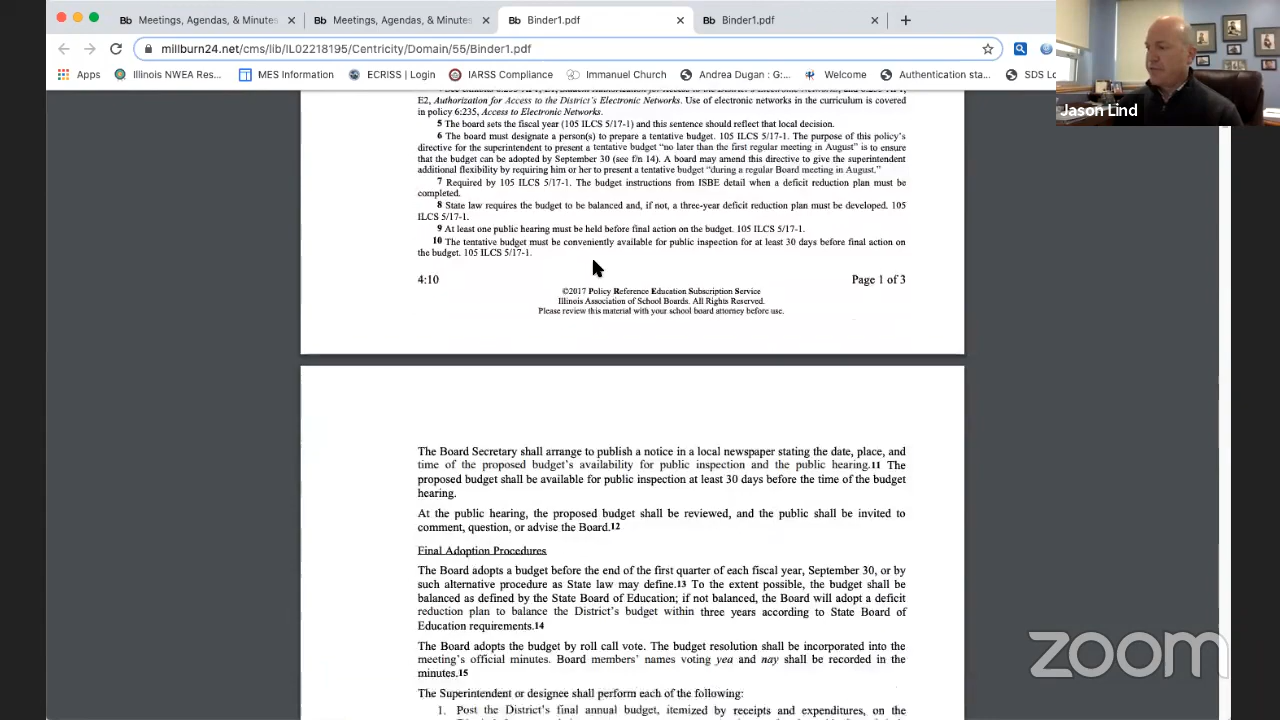 Meetings, Agendas, & Minutes
Meetings, Agendas, & Minutes
Binder1.pdf
Binder1.pdf
millburn24.net/cms/lib/IL02218195/Centricity/Domain/55/Binder1.pdf
Apps
Illinois NWEA Res...
MES Information
ECRISS | Login
IARSS Compliance
Immanuel Church
Andrea Dugan : G:...
Welcome
Authentication sta...
SDS Lo
Jason Lind
E2, Authorization for Access to the District's Electronic Networks. Use of electronic networks in the curriculum is covered
in policy 6:235, Access to Electronic Networks.
5 The board sets the fiscal year (105 ILCS 5/17-1) and this sentence should reflect that local decision.
6 The board must designate a person(s) to prepare a tentative budget. 105 ILCS 5/17-1. The purpose of this policy's
directive for the superintendent to present a tentative budget "no later than the first regular meeting in August" is to ensure
that the budget can be adopted by September 30 (see f/n 14). A board may amend this directive to give the superintendent
additional flexibility by requiring him or her to present a tentative budget "during a regular Board meeting in August."
7 Required by 105 ILCS 5/17-1. The budget instructions from ISBE detail when a deficit reduction plan must be
completed.
8 State law requires the budget to be balanced and, if not, a three-year deficit reduction plan must be developed. 105
ILCS 5/17-1.
9 At least one public hearing must be held before final action on the budget. 105 ILCS 5/17-1.
10 The tentative budget must be conveniently available for public inspection for at least 30 days before final action on
the budget. 105 ILCS 5/17-1.
4:10
Page 1 of 3
©2017 Policy Reference Education Subscription Service
Illinois Association of School Boards. All Rights Reserved.
Please review this material with your school board attorney before use.
The Board Secretary shall arrange to publish a notice in a local newspaper stating the date, place, and
time of the proposed budget's availability for public inspection and the public hearing.11 The
proposed budget shall be available for public inspection at least 30 days before the time of the budget
hearing.
At the public hearing, the proposed budget shall be reviewed, and the public shall be invited to
comment, question, or advise the Board.12
Final Adoption Procedures
The Board adopts a budget before the end of the first quarter of each fiscal year, September 30, or by
such alternative procedure as State law may define.13 To the extent possible, the budget shall be
balanced as defined by the State Board of Education; if not balanced, the Board will adopt a deficit
reduction plan to balance the District's budget within three years according to State Board of
Education requirements.14
The Board adopts the budget by roll call vote. The budget resolution shall be incorporated into the
meeting's official minutes. Board members' names voting yea and nay shall be recorded in the
minutes.15
The Superintendent or designee shall perform each of the following:
1. Post the District's final annual budget, itemized by receipts and expenditures, on the
zoom